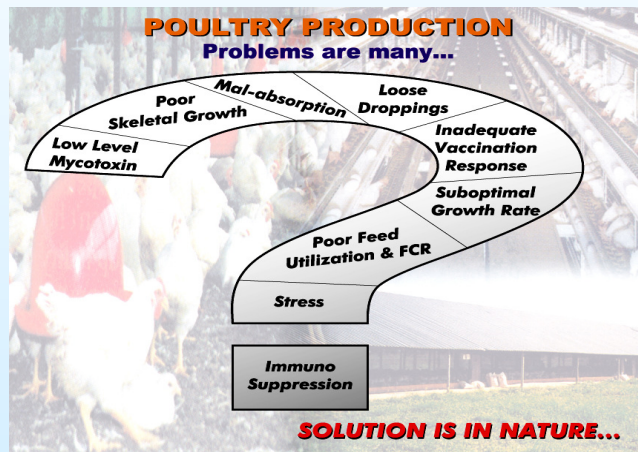 POULTRY PRODUCTION
Problems are many...
Low Level
Mycotoxin
Poor
Skeletal Growth
Mal-absorption
Loose
Droppings
Inadequate
Vaccination
Response
Suboptimal
Growth Rate
Poor Feed
Utilization & FCR
Stress
Immuno
Suppression
SOLUTION IS IN NATURE...